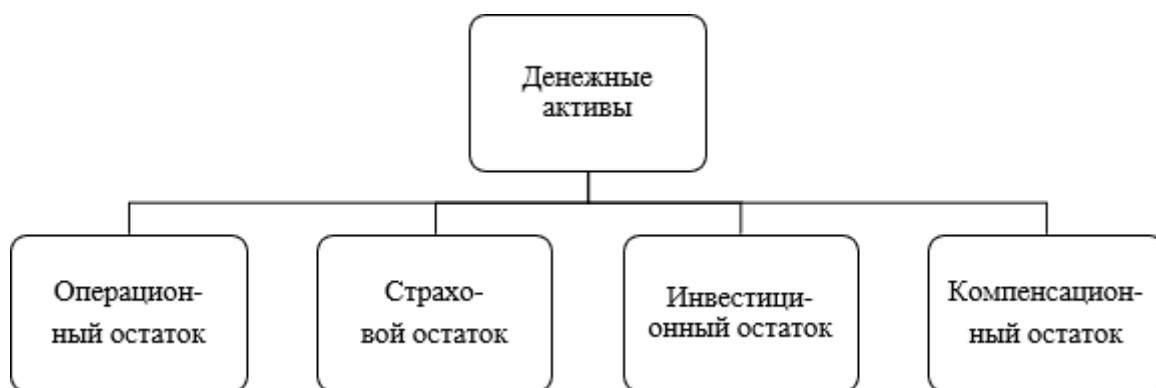 Денежные
активы
Операцион-
ный остаток
Страхо-
вой остаток
Инвестици-
онный остаток
Компенсацион-
ный остаток